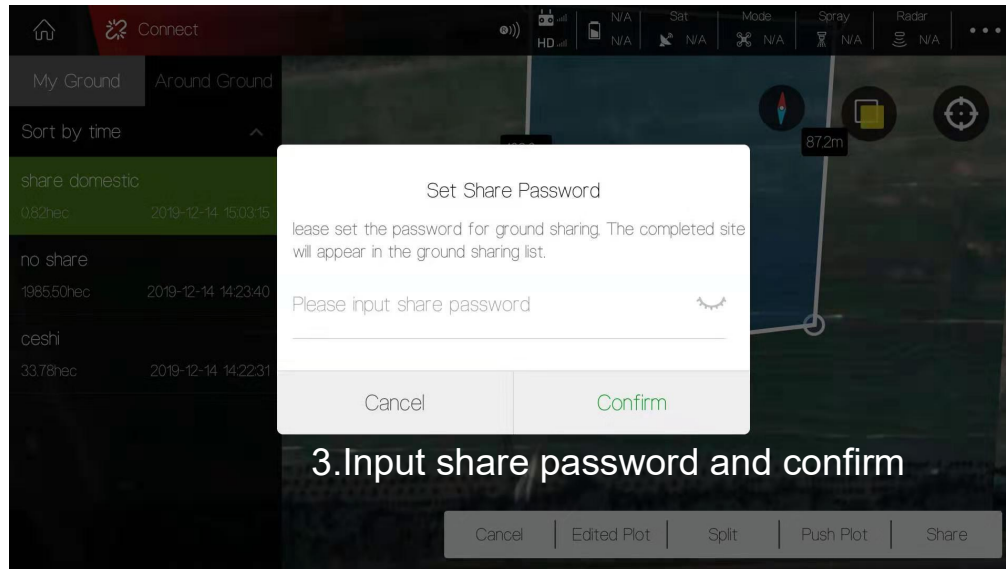 Connect
HD
N/A
N/A
Sat
N/A
Mode
N/A
Spray
N/A
Radar
N/A
My Ground
Around Ground
Sort by time
share domestic
0.82hec 2019-12-14 15:03:15
no share
1985.50hec 2019-12-14 14:23:40
ceshi
33.78hec 2019-12-14 14:22:31
87.2m
Set Share Password
lease set the password for ground sharing. The completed site
will appear in the ground sharing list.
Please input share password
Cancel
Confirm
3.Input share password and confirm
Cancel
Edited Plot
Split
Push Plot
Share